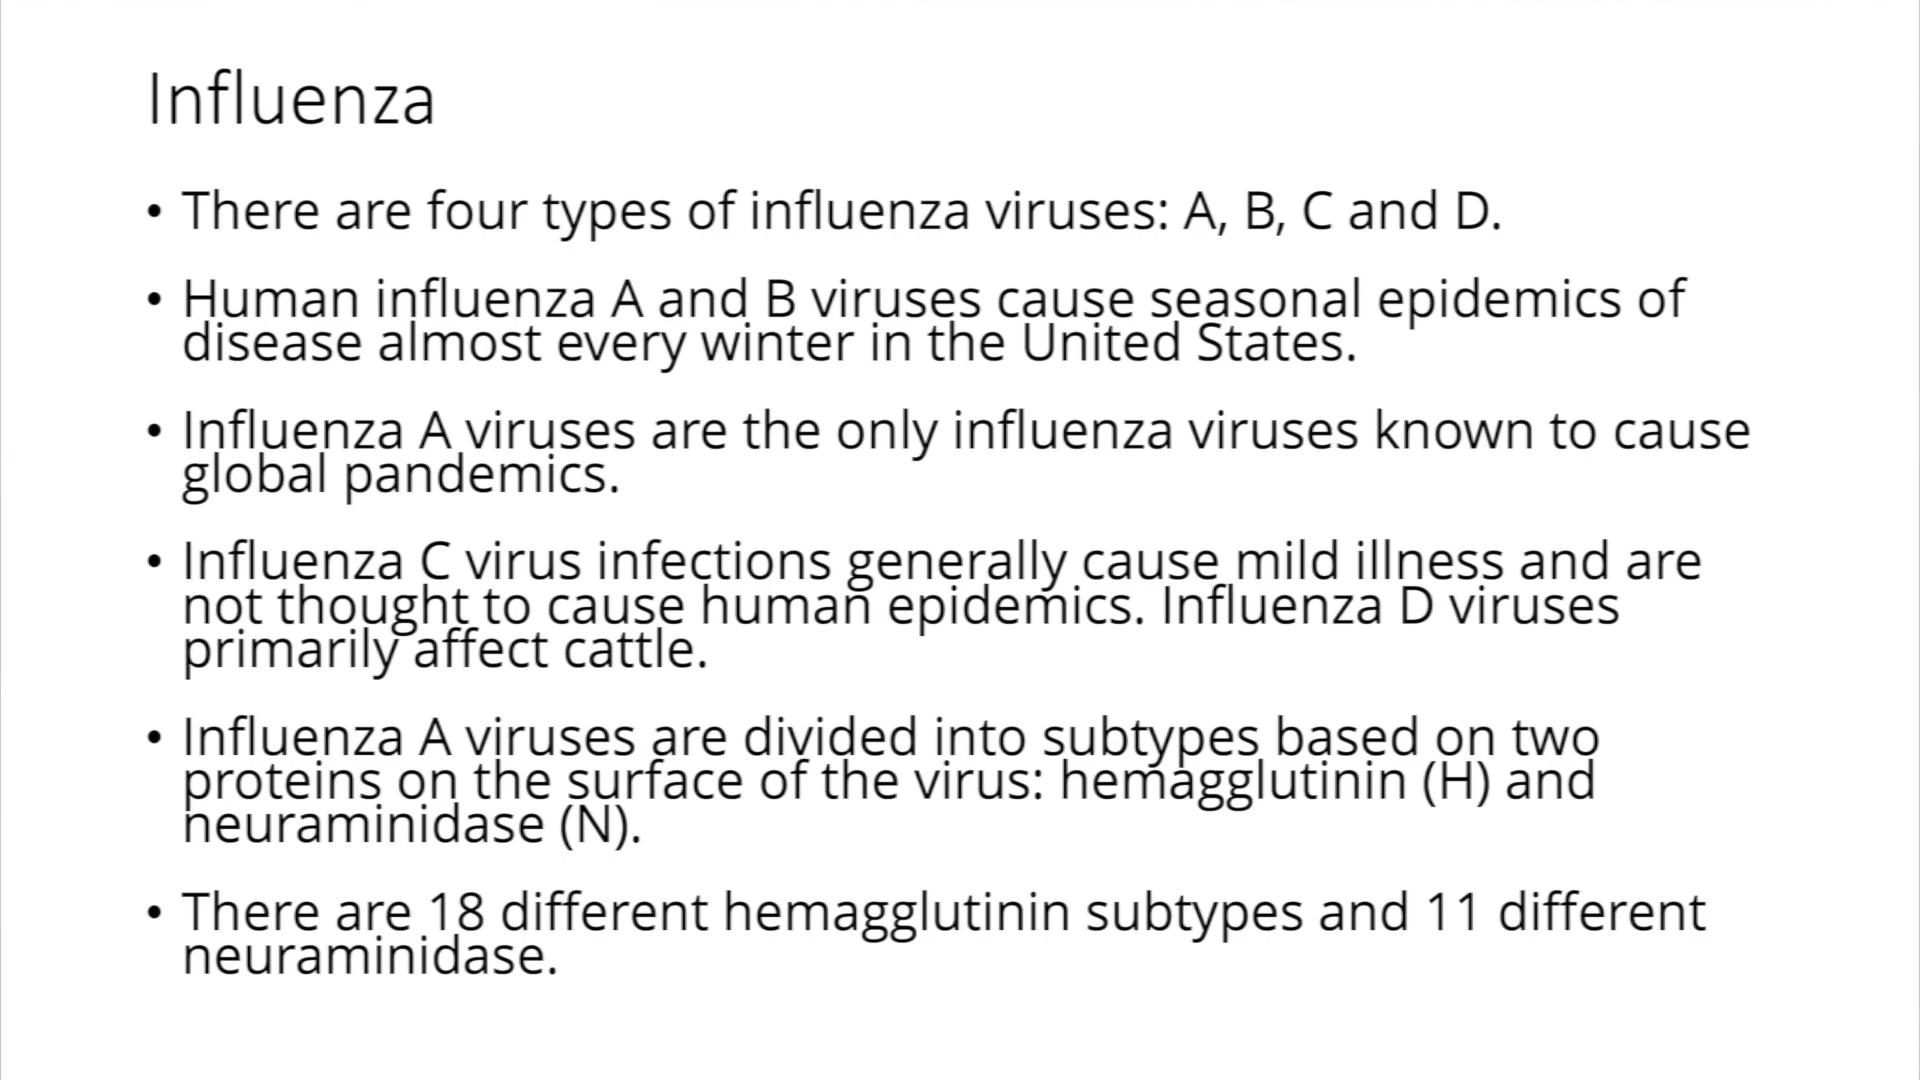 Influenza
• There are four types of influenza viruses: A, B, C and D.
• Human influenza A and B viruses cause seasonal epidemics of
disease almost every winter in the United States.
• Influenza A viruses are the only influenza viruses known to cause
global pandemics.
• Influenza C virus infections generally cause mild illness and are
not thought to cause human epidemics. Influenza D viruses
primarily affect cattle.
• Influenza A viruses are divided into subtypes based on two
proteins on the surface of the virus: hemagglutinin (H) and
neuraminidase (N).
• There are 18 different hemagglutinin subtypes and 11 different
neuraminidase.